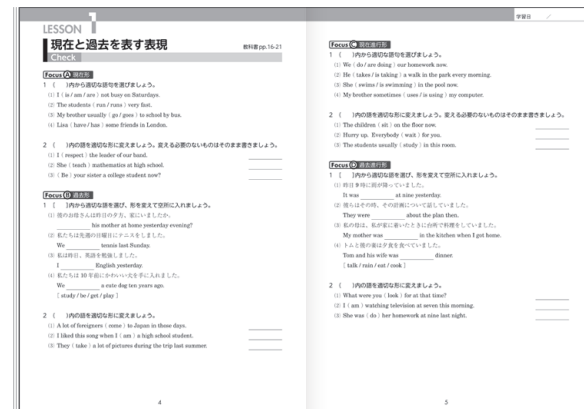 学習日 /
LESSON 1
現在と過去を表す表現
教科書 pp.16-21
Check
Focus A 現在形
1 ( )内から適切な語句を選びましょう。
(1) I ( is / am / are ) not busy on Saturdays.
(2) The students ( run / runs ) very fast.
(3) My brother usually ( go / goes ) to school by bus.
(4) Lisa ( have / has ) some friends in London.
2 ( )内の語を適切な形に変えましょう。変える必要のないものはそのまま書きましょう。
(1) I ( respect ) the leader of our band.
(2) She ( teach ) mathematics at high school.
(3) ( Be ) your sister a college student now?
Focus B 過去形
1 [ ]内から適切な語を選び、形を変えて空所に入れましょう。
(1) 彼のお母さんは昨日の夕方、家にいましたか。
his mother at home yesterday evening?
(2) 私たちは先週の日曜日にテニスをしました。
We tennis last Sunday.
(3) 私は昨日、英語を勉強しました。
I English yesterday.
(4) 私たちは10年前にかわいい犬を手に入れました。
We a cute dog ten years ago.
[ study / be / get / play ]
2 ( )内の語を適切な形に変えましょう。
(1) A lot of foreigners ( come ) to Japan in those days.
(2) I liked this song when I ( am ) a high school student.
(3) They ( take ) a lot of pictures during the trip last summer.
4
Focus C 現在進行形
1 ( )内から適切な語句を選びましょう。
(1) We ( do / are doing ) our homework now.
(2) He ( takes / is taking ) a walk in the park every morning.
(3) She ( swims / is swimming ) in the pool now.
(4) My brother sometimes ( uses / is using ) my computer.
2 ( )内の語を適切な形に変えましょう。変える必要のないものはそのまま書きましょう。
(1) The children ( sit ) on the floor now.
(2) Hurry up. Everybody ( wait ) for you.
(3) The students usually ( study ) in this room.
Focus D 過去進行形
1 [ ]内から適切な語を選び、形を変えて空所に入れましょう。
(1) 昨日9時に雨が降っていました。
It was at nine yesterday.
(2) 彼らはその時、その計画について話していました。
They were about the plan then.
(3) 私の母は、私が家に着いたときに台所で料理をしていました。
My mother was in the kitchen when I got home.
(4) トムと彼の妻は夕食を食べていました。
Tom and his wife was dinner.
[ talk / rain / eat / cook ]
2 ( )内の語を適切な形に変えましょう。
(1) What were you ( look ) for at that time?
(2) I ( am ) watching television at seven this morning.
(3) She was ( do ) her homework at nine last night.
5